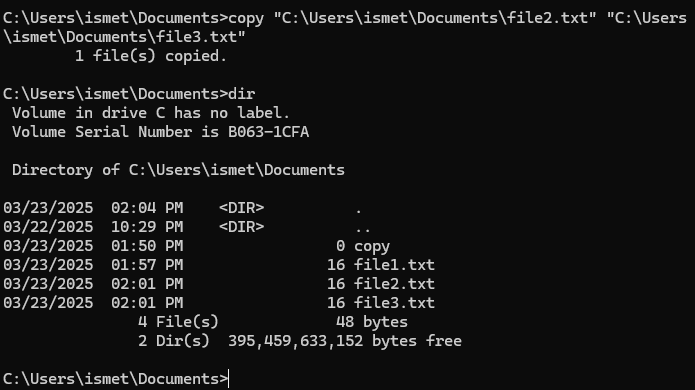 C:\Users\ismet\Documents>copy "C:\Users\ismet\Documents\file2.txt" "C:\Users
\ismet\Documents\file3.txt"
        1 file(s) copied.
C:\Users\ismet\Documents>dir
 Volume in drive C has no label.
 Volume Serial Number is B063-1CFA
 Directory of C:\Users\ismet\Documents
03/23/2025  02:04 PM    <DIR>          .
03/22/2025  10:29 PM    <DIR>          ..
03/23/2025  01:50 PM                 0 copy
03/23/2025  01:57 PM                16 file1.txt
03/23/2025  02:01 PM                16 file2.txt
03/23/2025  02:01 PM                16 file3.txt
               4 File(s)             48 bytes
               2 Dir(s)  395,459,633,152 bytes free
C:\Users\ismet\Documents>